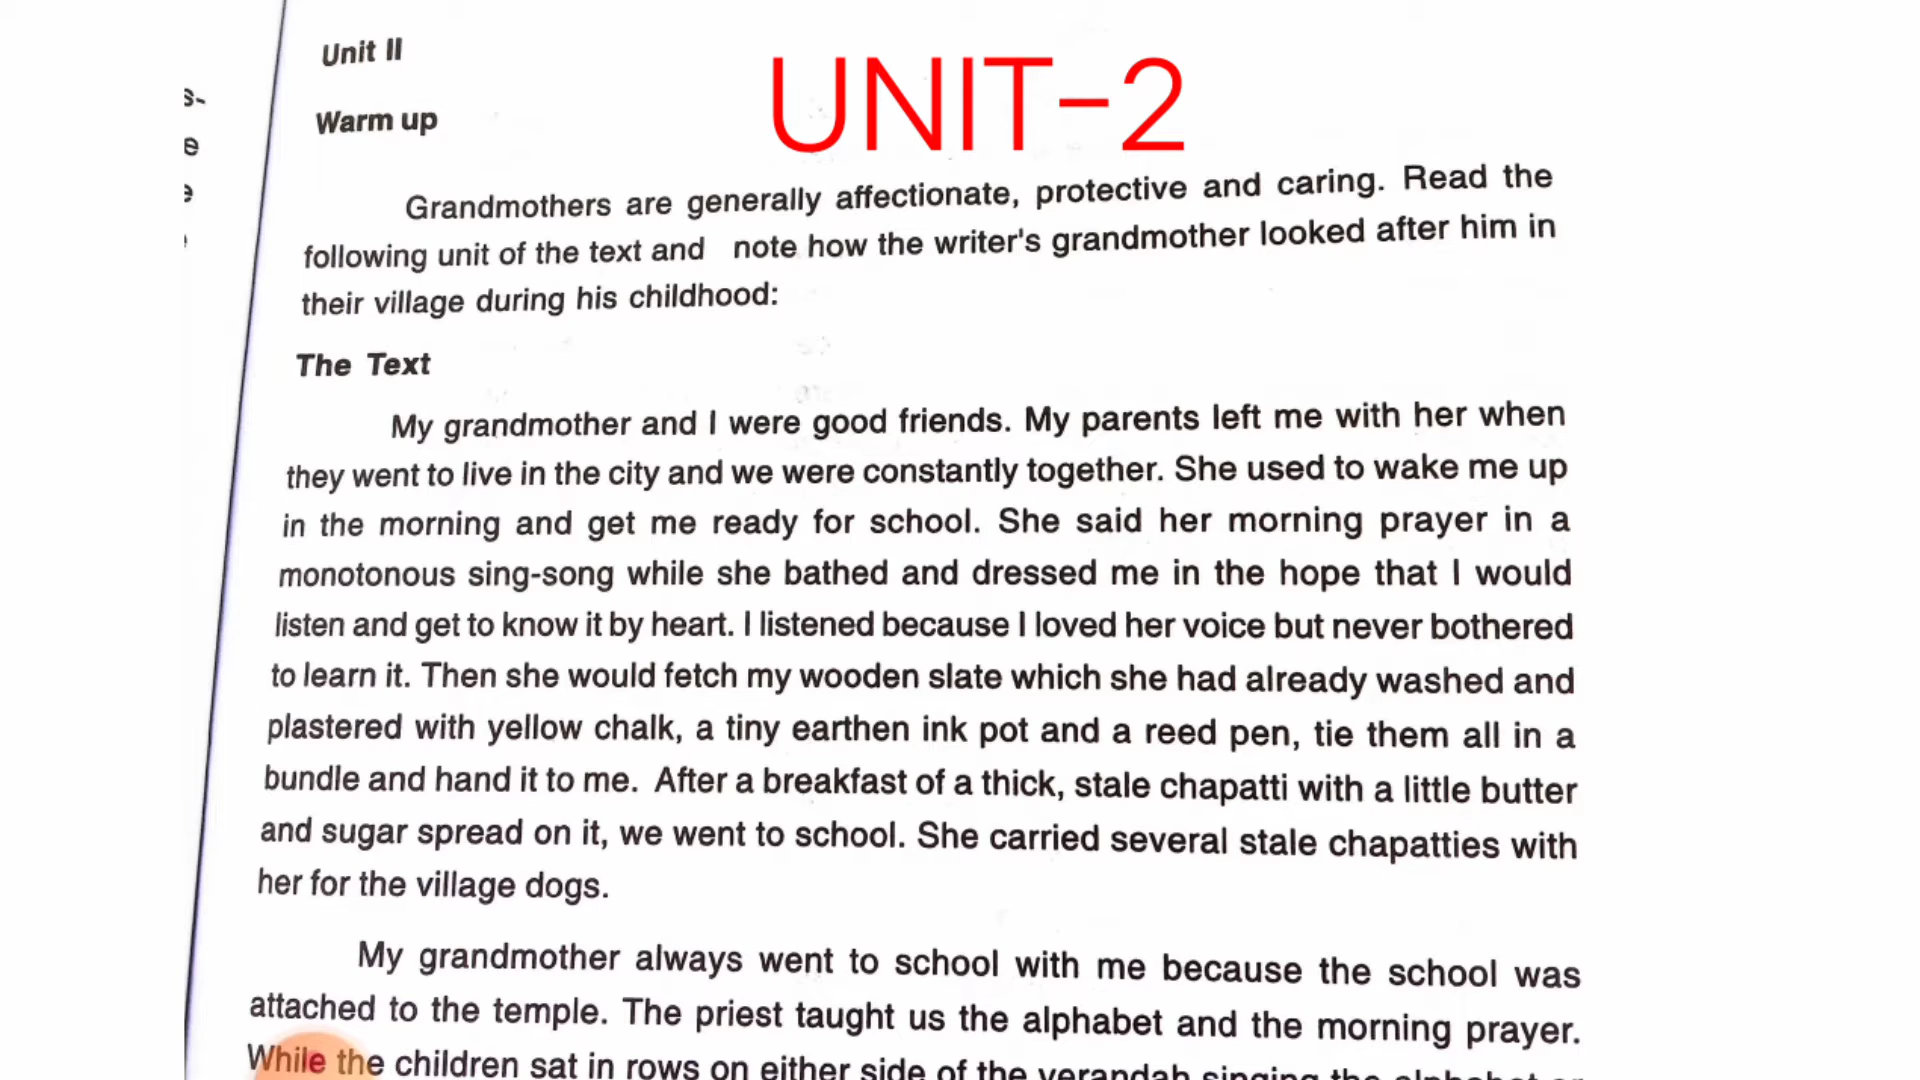 Unit II
UNIT-2
Warm up
Grandmothers are generally affectionate, protective and caring. Read the
following unit of the text and note how the writer's grandmother looked after him in
their village during his childhood:
The Text
My grandmother and I were good friends. My parents left me with her when
they went to live in the city and we were constantly together. She used to wake me up
in the morning and get me ready for school. She said her morning prayer in a
monotonous sing-song while she bathed and dressed me in the hope that I would
listen and get to know it by heart. I listened because I loved her voice but never bothered
to learn it. Then she would fetch my wooden slate which she had already washed and
plastered with yellow chalk, a tiny earthen ink pot and a reed pen, tie them all in a
bundle and hand it to me. After a breakfast of a thick, stale chapatti with a little butter
and sugar spread on it, we went to school. She carried several stale chapatties with
her for the village dogs.
My grandmother always went to school with me because the school was
attached to the temple. The priest taught us the alphabet and the morning prayer.
While the children sat in rows on either side of the verandah singing the alphabet or